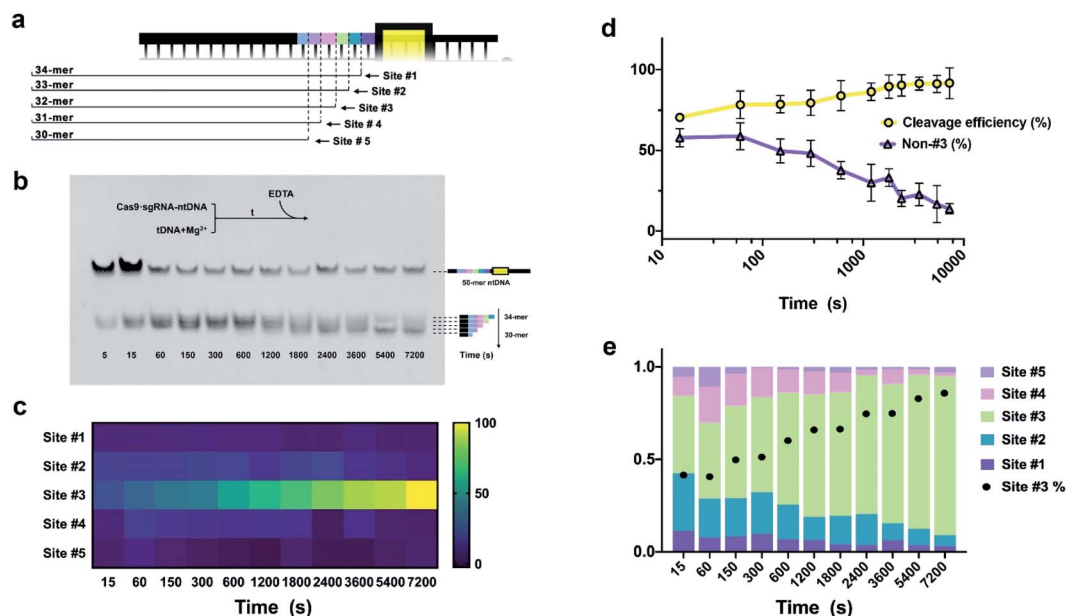 a
34-mer
33-mer
32-mer
31-mer
30-mer
Site #1
Site #2
Site #3
Site # 4
Site # 5
b
Cas9-sgRNA-ntDNA
tDNA+Mg²⁺
t
EDTA
50-mer ntDNA
34-mer
30-mer
5 15 60 150 300 600 1200 1800 2400 3600 5400 7200
Time (s)
c
Site #1
Site #2
Site #3
Site #4
Site #5
100
50
0
15 60 150 300 600 1200 1800 2400 3600 5400 7200
Time (s)
d
100
50
0
Cleavage efficiency (%)
Non-#3 (%)
10 100 1000 10000
Time (s)
e
1.0
0.5
0.0
Site #5
Site #4
Site #3
Site #2
Site #1
Site #3 %
15 60 150 300 600 1200 1800 2400 3600 5400 7200
Time (s)